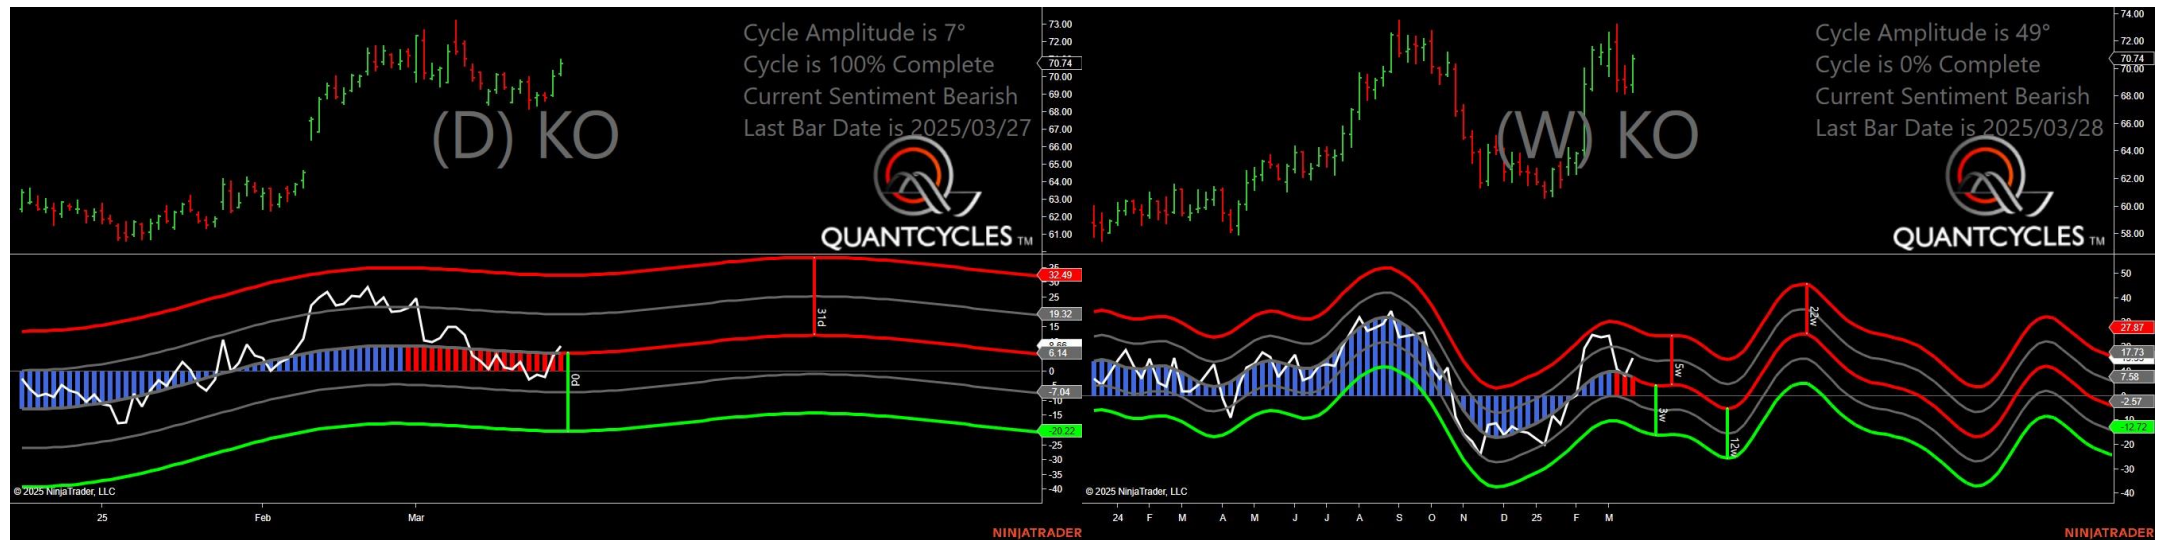 Cycle Amplitude is 7°
Cycle is 100% Complete
Current Sentiment Bearish
Last Bar Date is 2025/03/27
(D) KO
QUANTCYCLES TM
73.00
72.00
70.74
70.00
69.00
68.00
67.00
66.00
65.00
64.00
63.00
62.00
61.00
32.49
30
25
19.32
15
6.14
0
-7.04
-10
-15
-20.22
-25
-30
-35
-40
31d
0d
© 2025 NinjaTrader, LLC
25 Feb Mar
NINJATRADER
Cycle Amplitude is 49°
Cycle is 0% Complete
Current Sentiment Bearish
Last Bar Date is 2025/03/28
(W) KO
QUANTCYCLES TM
74.00
72.00
70.74
70.00
68.00
66.00
64.00
62.00
60.00
58.00
50
40
27.87
17.73
7.58
-2.57
-12.72
-20
-30
-40
5w
3w
12w
22w
© 2025 NinjaTrader, LLC
24 F M A M J J A S O N D 25 F M
NINJATRADER